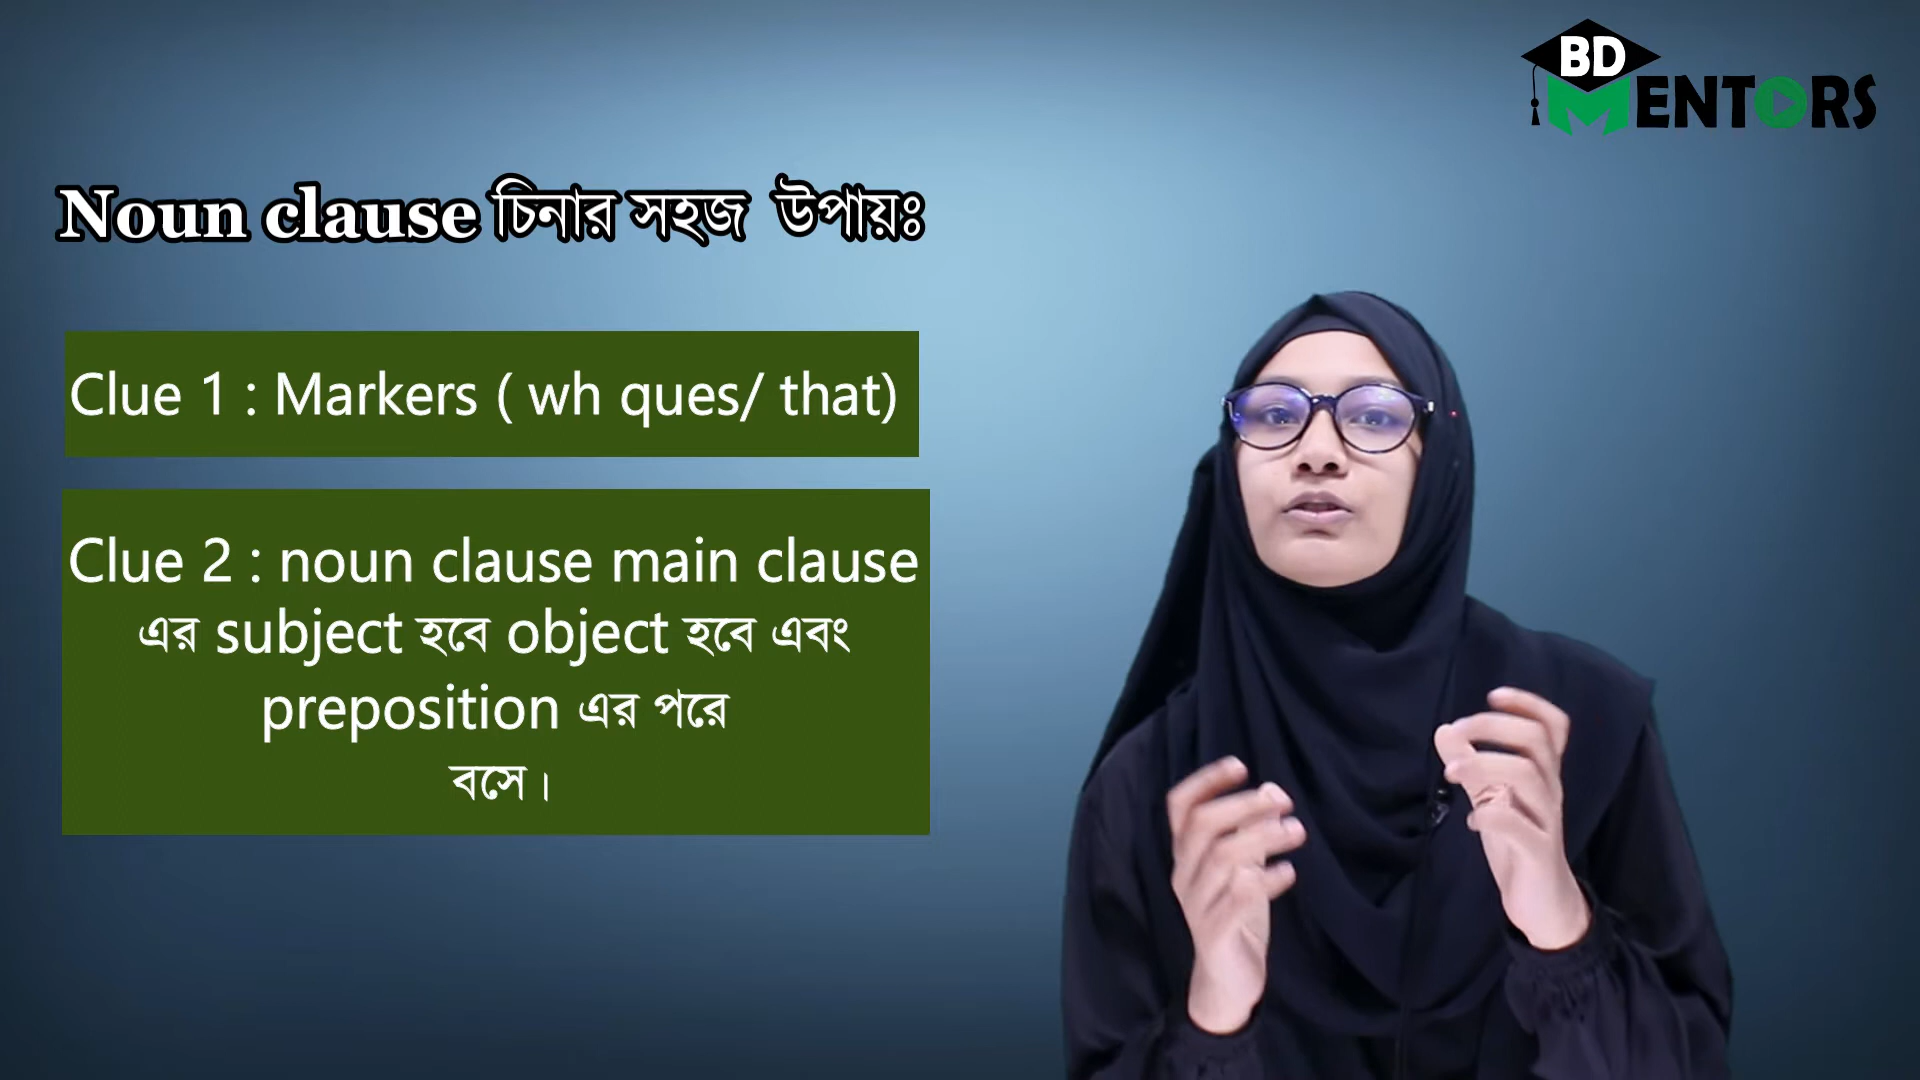 BD MENTORS
Noun clause চিনার সহজ উপায়ঃ
Clue 1 : Markers ( wh ques/ that)
Clue 2 : noun clause main clause
এর subject হবে object হবে এবং
preposition এর পরে
বসে।